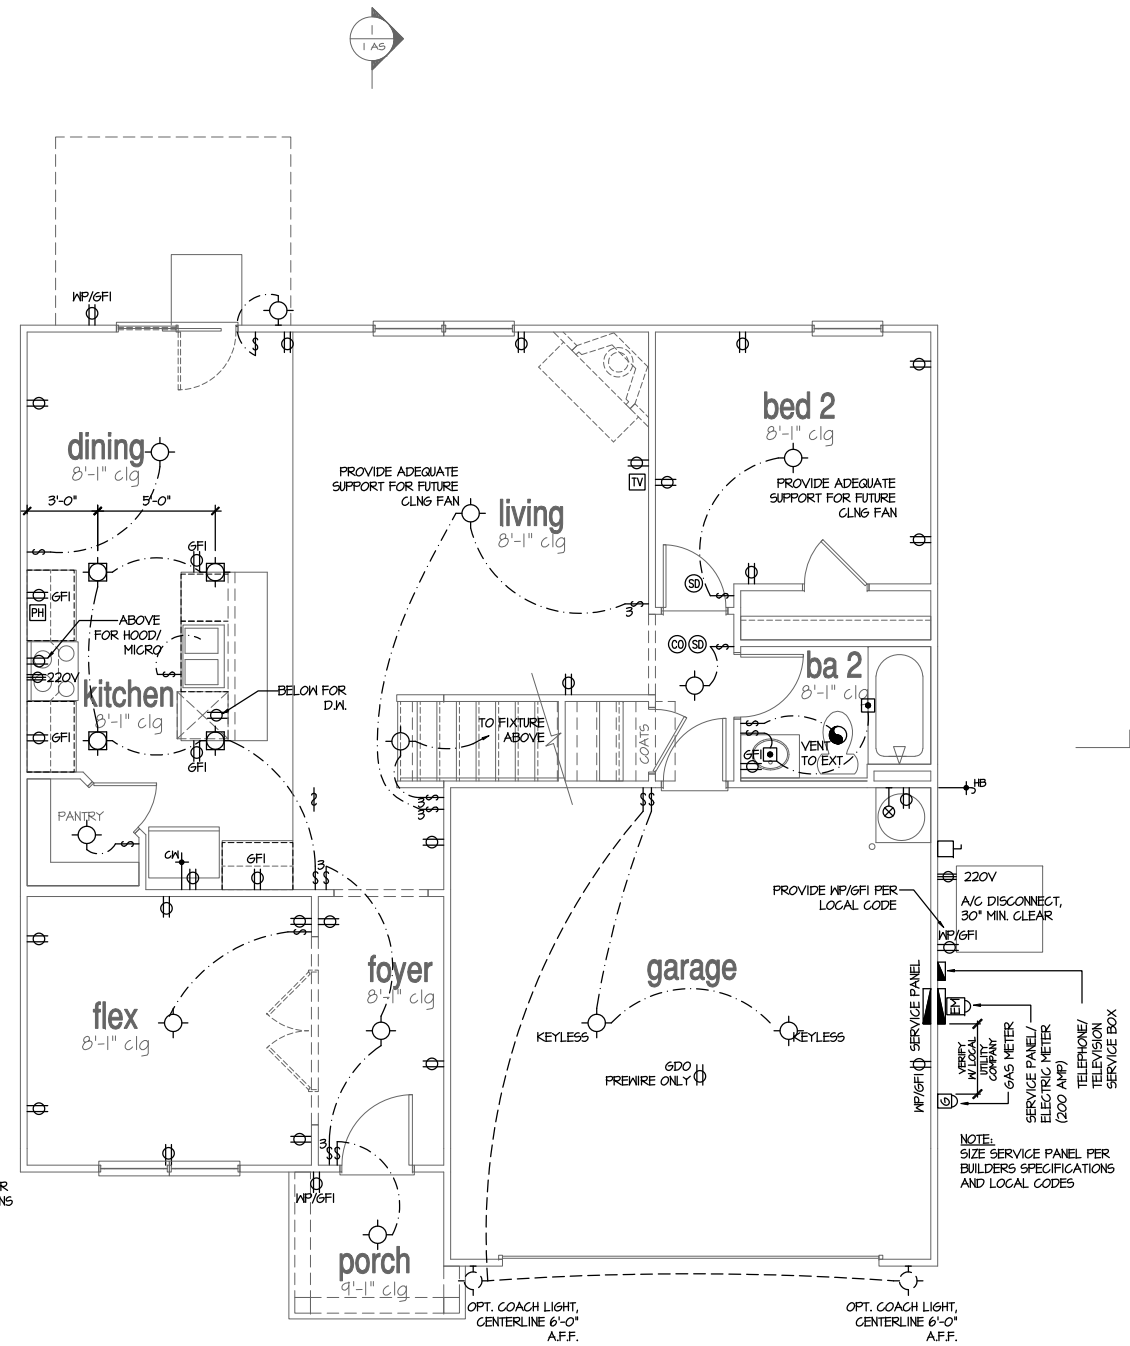 1
1 AS
WP/GFI
dining
8'-1" clg
3'-0"
5'-0"
PROVIDE ADEQUATE
SUPPORT FOR FUTURE
CLNG FAN
living
8'-1" clg
TV
bed 2
8'-1" clg
PROVIDE ADEQUATE
SUPPORT FOR FUTURE
CLNG FAN
GFI
GFI
PH
ABOVE
FOR HOOD/
MICRO
220V
kitchen
8'-1" clg
BELOW FOR
D.W.
GFI
GFI
3
SD
CO
SD
TO FIXTURE
ABOVE
COATS
ba 2
8'-1" clg
GFI
VENT
TO EXT/
3
3
HB
PANTRY
CW
GFI
3
220V
A/C DISCONNECT,
30" MIN. CLEAR
PROVIDE WP/GFI PER
LOCAL CODE
WP/GFI
flex
8'-1" clg
foyer
8'-1" clg
garage
KEYLESS
KEYLESS
GDO
PREWIRE ONLY
SERVICE PANEL
EM
VERIFY
W/ LOCAL
UTILITY
COMPANY
GAS METER
SERVICE PANEL/
ELECTRIC METER
(200 AMP)
TELEPHONE/
TELEVISION
SERVICE BOX
WP/GFI
G
NOTE:
SIZE SERVICE PANEL PER
BUILDERS SPECIFICATIONS
AND LOCAL CODES
3
R
NS
WP/GFI
porch
9'-1" clg
OPT. COACH LIGHT,
CENTERLINE 6'-0"
A.F.F.
OPT. COACH LIGHT,
CENTERLINE 6'-0"
A.F.F.